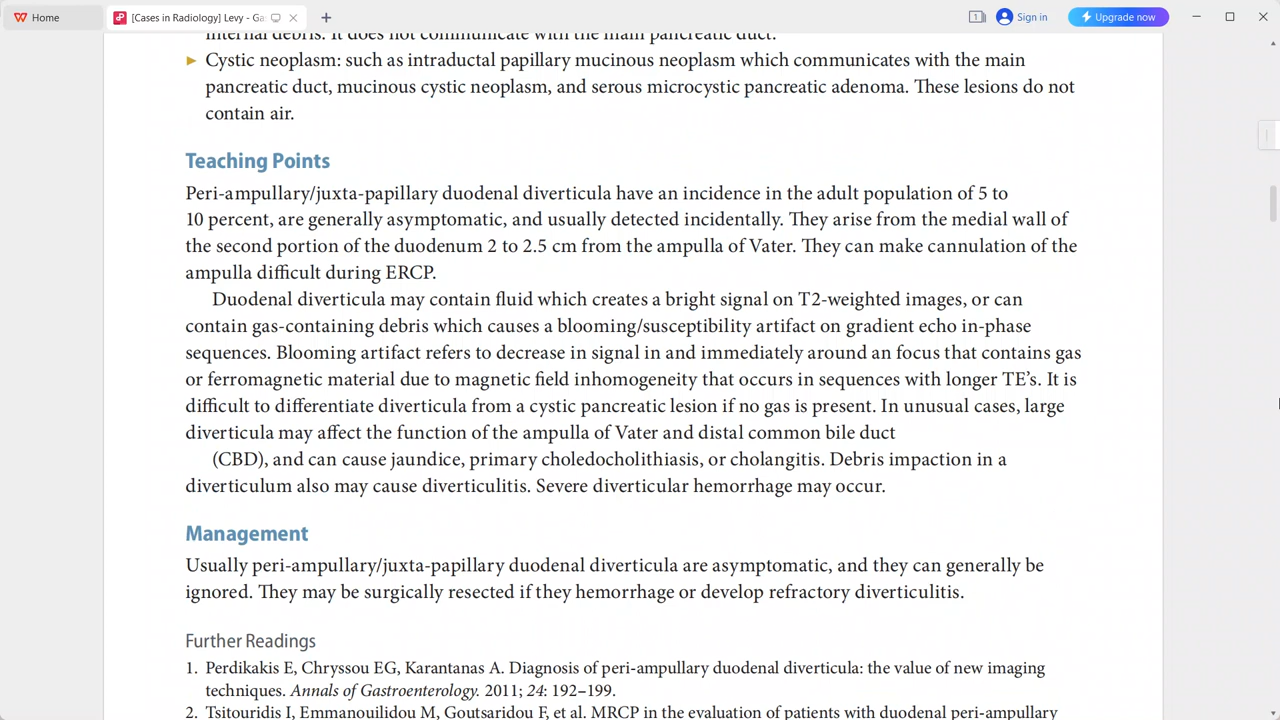 Home
[Cases in Radiology] Levy - Ga
1
Sign in
Upgrade now
internal debris. It does not communicate with the main pancreatic duct.
► Cystic neoplasm: such as intraductal papillary mucinous neoplasm which communicates with the main
pancreatic duct, mucinous cystic neoplasm, and serous microcystic pancreatic adenoma. These lesions do not
contain air.
Teaching Points
Peri-ampullary/juxta-papillary duodenal diverticula have an incidence in the adult population of 5 to
10 percent, are generally asymptomatic, and usually detected incidentally. They arise from the medial wall of
the second portion of the duodenum 2 to 2.5 cm from the ampulla of Vater. They can make cannulation of the
ampulla difficult during ERCP.
Duodenal diverticula may contain fluid which creates a bright signal on T2-weighted images, or can
contain gas-containing debris which causes a blooming/susceptibility artifact on gradient echo in-phase
sequences. Blooming artifact refers to decrease in signal in and immediately around an focus that contains gas
or ferromagnetic material due to magnetic field inhomogeneity that occurs in sequences with longer TE’s. It is
difficult to differentiate diverticula from a cystic pancreatic lesion if no gas is present. In unusual cases, large
diverticula may affect the function of the ampulla of Vater and distal common bile duct
(CBD), and can cause jaundice, primary choledocholithiasis, or cholangitis. Debris impaction in a
diverticulum also may cause diverticulitis. Severe diverticular hemorrhage may occur.
Management
Usually peri-ampullary/juxta-papillary duodenal diverticula are asymptomatic, and they can generally be
ignored. They may be surgically resected if they hemorrhage or develop refractory diverticulitis.
Further Readings
1. Perdikakis E, Chryssou EG, Karantanas A. Diagnosis of peri-ampullary duodenal diverticula: the value of new imaging
techniques. Annals of Gastroenterology. 2011; 24: 192–199.
2. Tsitouridis I, Emmanouilidou M, Goutsaridou F, et al. MRCP in the evaluation of patients with duodenal peri-ampullary